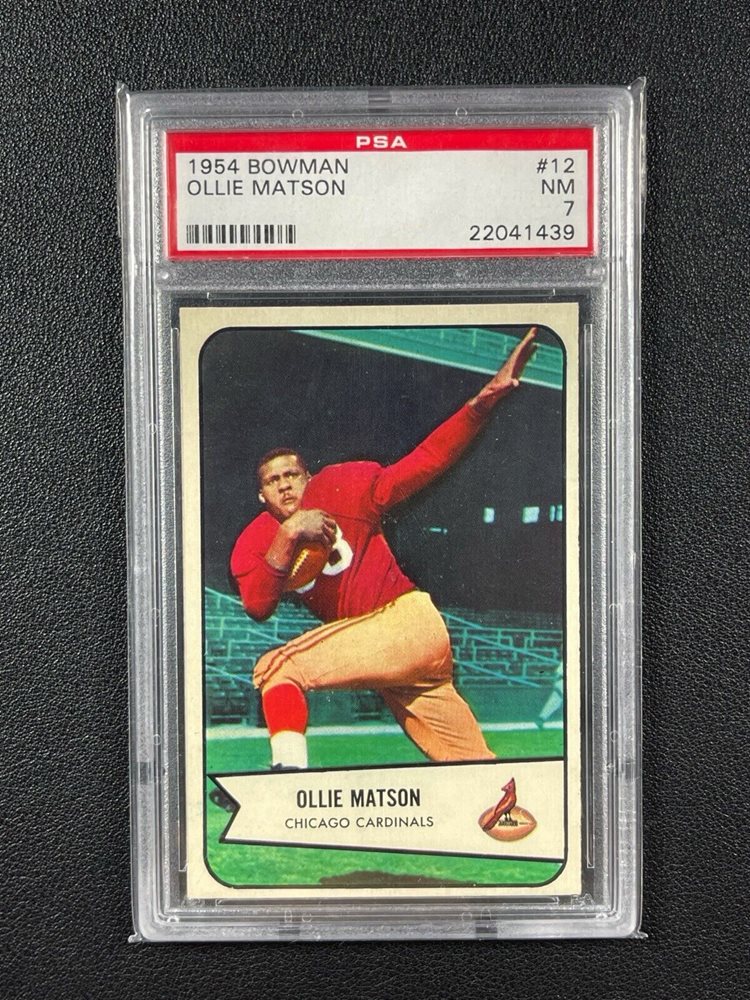 PSA
1954 BOWMAN #12
OLLIE MATSON NM
7
22041439
OLLIE MATSON
CHICAGO CARDINALS